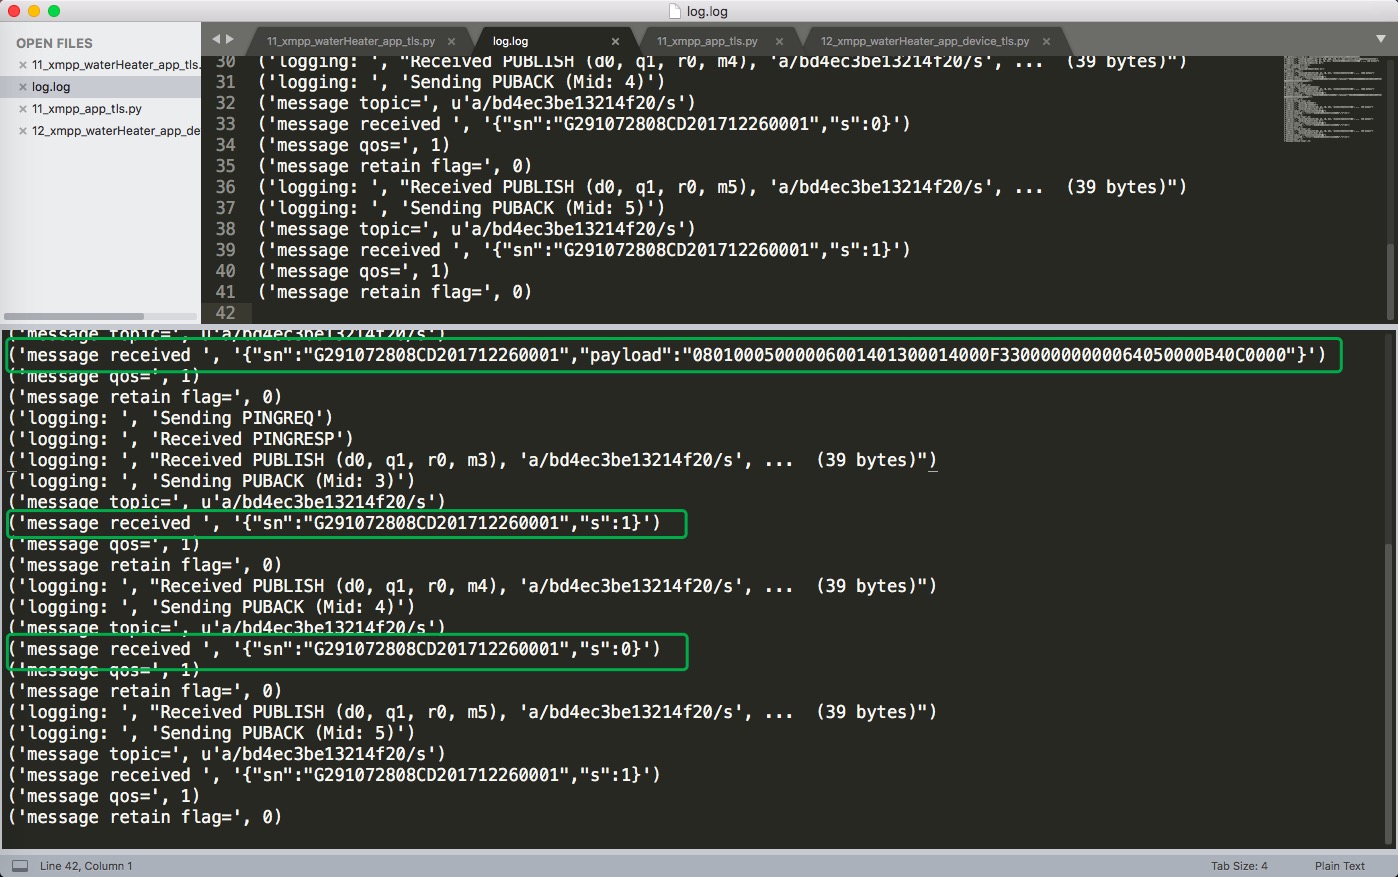 log.log
OPEN FILES
11_xmpp_waterHeater_app_tls.
log.log
11_xmpp_app_tls.py
12_xmpp_waterHeater_app_de
11_xmpp_waterHeater_app_tls.py
log.log
11_xmpp_app_tls.py
12_xmpp_waterHeater_app_device_tls.py
30 ('logging: ', "Received PUBLISH (d0, q1, r0, m4), 'a/bd4ec3be13214f20/s', ...  (39 bytes)")
31 ('logging: ', 'Sending PUBACK (Mid: 4)')
32 ('message topic=', u'a/bd4ec3be13214f20/s')
33 ('message received ', '{"sn":"G291072808CD201712260001","s":0}')
34 ('message qos=', 1)
35 ('message retain flag=', 0)
36 ('logging: ', "Received PUBLISH (d0, q1, r0, m5), 'a/bd4ec3be13214f20/s', ...  (39 bytes)")
37 ('logging: ', 'Sending PUBACK (Mid: 5)')
38 ('message topic=', u'a/bd4ec3be13214f20/s')
39 ('message received ', '{"sn":"G291072808CD201712260001","s":1}')
40 ('message qos=', 1)
41 ('message retain flag=', 0)
42
('message topic=', u'a/bd4ec3be13214f20/s')
('message received ', '{"sn":"G291072808CD201712260001","payload":"08010005000006001401300014000F33000000000064050000B40C0000"}')
('message qos=', 1)
('message retain flag=', 0)
('logging: ', 'Sending PINGREQ')
('logging: ', 'Received PINGRESP')
('logging: ', "Received PUBLISH (d0, q1, r0, m3), 'a/bd4ec3be13214f20/s', ...  (39 bytes)")
('logging: ', 'Sending PUBACK (Mid: 3)')
('message topic=', u'a/bd4ec3be13214f20/s')
('message received ', '{"sn":"G291072808CD201712260001","s":1}')
('message qos=', 1)
('message retain flag=', 0)
('logging: ', "Received PUBLISH (d0, q1, r0, m4), 'a/bd4ec3be13214f20/s', ...  (39 bytes)")
('logging: ', 'Sending PUBACK (Mid: 4)')
('message topic=', u'a/bd4ec3be13214f20/s')
('message received ', '{"sn":"G291072808CD201712260001","s":0}')
('message qos=', 1)
('message retain flag=', 0)
('logging: ', "Received PUBLISH (d0, q1, r0, m5), 'a/bd4ec3be13214f20/s', ...  (39 bytes)")
('logging: ', 'Sending PUBACK (Mid: 5)')
('message topic=', u'a/bd4ec3be13214f20/s')
('message received ', '{"sn":"G291072808CD201712260001","s":1}')
('message qos=', 1)
('message retain flag=', 0)
Line 42, Column 1
Tab Size: 4
Plain Text